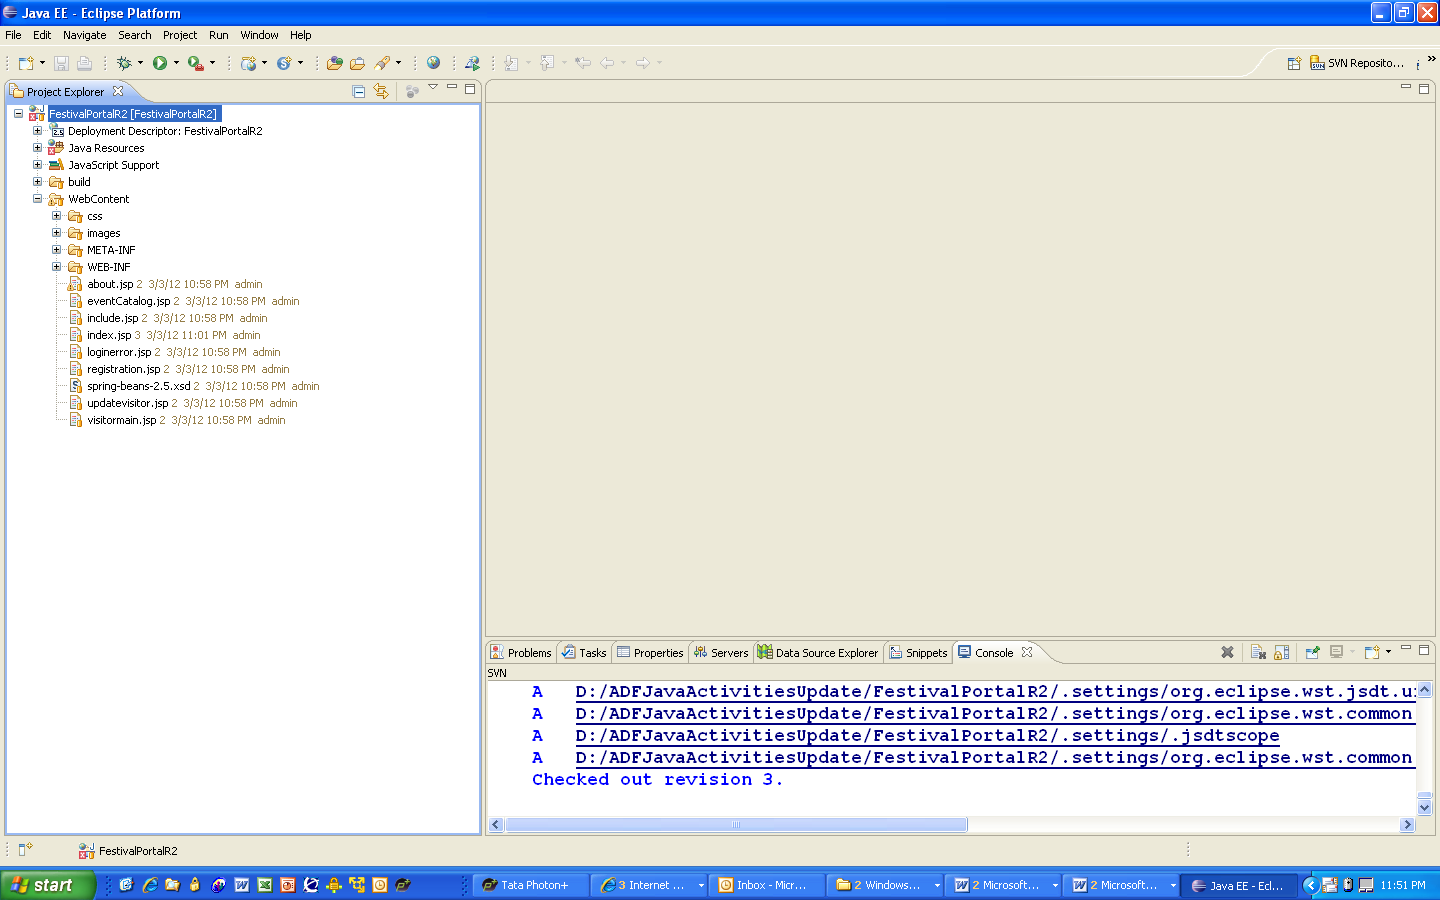 Java EE - Eclipse Platform
File Edit Navigate Search Project Run Window Help
SVN Reposito...
Project Explorer
FestivalPortalR2 [FestivalPortalR2]
Deployment Descriptor: FestivalPortalR2
Java Resources
JavaScript Support
build
WebContent
css
images
META-INF
WEB-INF
about.jsp 2 3/3/12 10:58 PM admin
eventCatalog.jsp 2 3/3/12 10:58 PM admin
include.jsp 2 3/3/12 10:58 PM admin
index.jsp 3 3/3/12 11:01 PM admin
loginerror.jsp 2 3/3/12 10:58 PM admin
registration.jsp 2 3/3/12 10:58 PM admin
spring-beans-2.5.xsd 2 3/3/12 10:58 PM admin
updatevisitor.jsp 2 3/3/12 10:58 PM admin
visitormain.jsp 2 3/3/12 10:58 PM admin
Problems Tasks Properties Servers Data Source Explorer Snippets Console
SVN
A D:/ADFJavaActivitiesUpdate/FestivalPortalR2/.settings/org.eclipse.wst.jsdt.u
A D:/ADFJavaActivitiesUpdate/FestivalPortalR2/.settings/org.eclipse.wst.common.
A D:/ADFJavaActivitiesUpdate/FestivalPortalR2/.settings/.jsdtscope
A D:/ADFJavaActivitiesUpdate/FestivalPortalR2/.settings/org.eclipse.wst.common.
Checked out revision 3.
FestivalPortalR2
start Tata Photon+ 3 Internet ... Inbox - Micr... 2 Windows... 2 Microsoft... 2 Microsoft... Java EE - Ecl... 11:51 PM